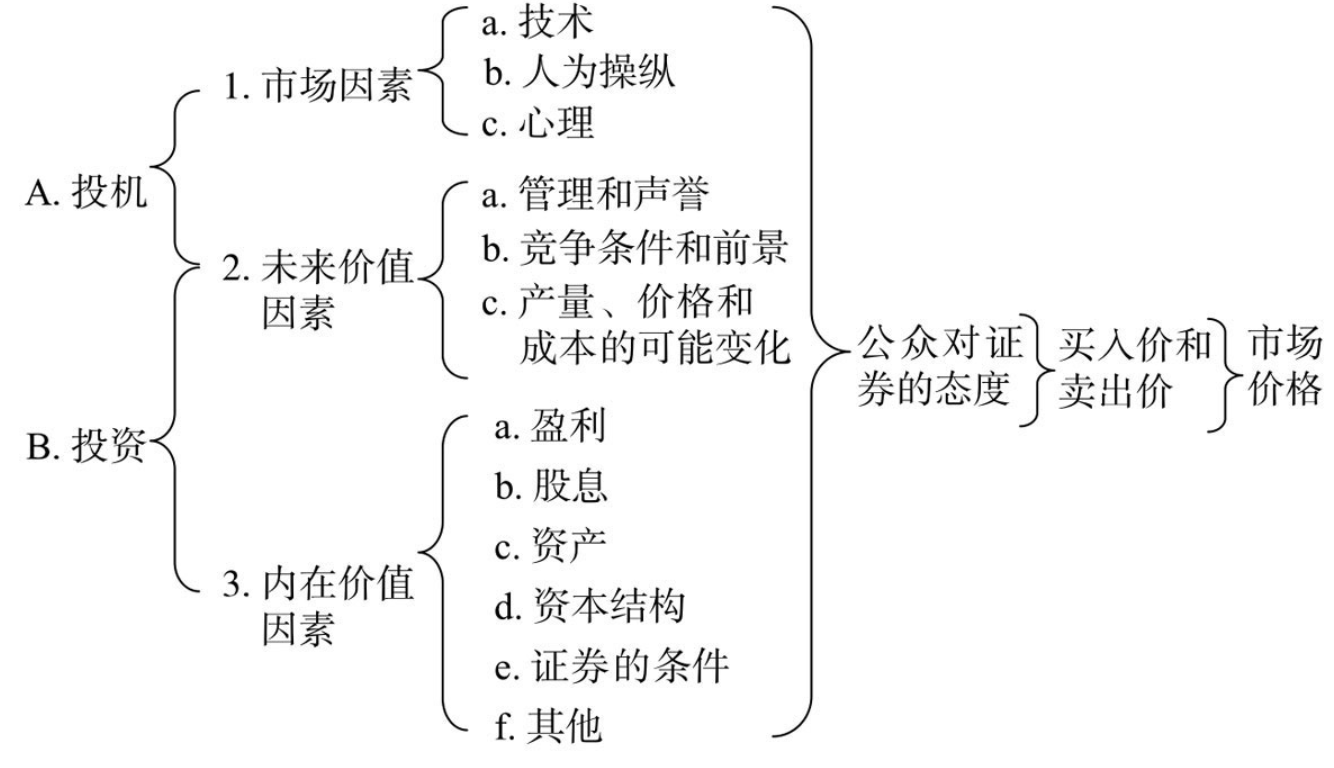 A. 投机
1. 市场因素
a. 技术
b. 人为操纵
c. 心理
2. 未来价值
因素
a. 管理和声誉
b. 竞争条件和前景
c. 产量、价格和
成本的可能变化
B. 投资
3. 内在价值
因素
a. 盈利
b. 股息
c. 资产
d. 资本结构
e. 证券的条件
f. 其他
公众对证
券的态度
买入价和
卖出价
市场
价格